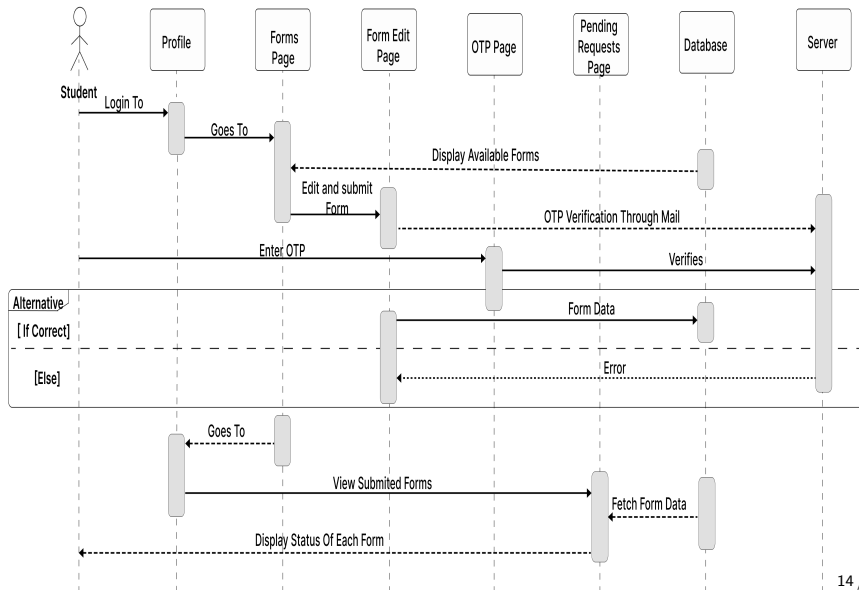 Profile
Forms
Page
Form Edit
Page
OTP Page
Pending
Requests
Page
Database
Server
Student
Login To
Goes To
Display Available Forms
Edit and submit
Form
OTP Verification Through Mail
Enter OTP
Verifies
Alternative
[ If Correct]
Form Data
[Else]
Error
Goes To
View Submited Forms
Fetch Form Data
Display Status Of Each Form
14